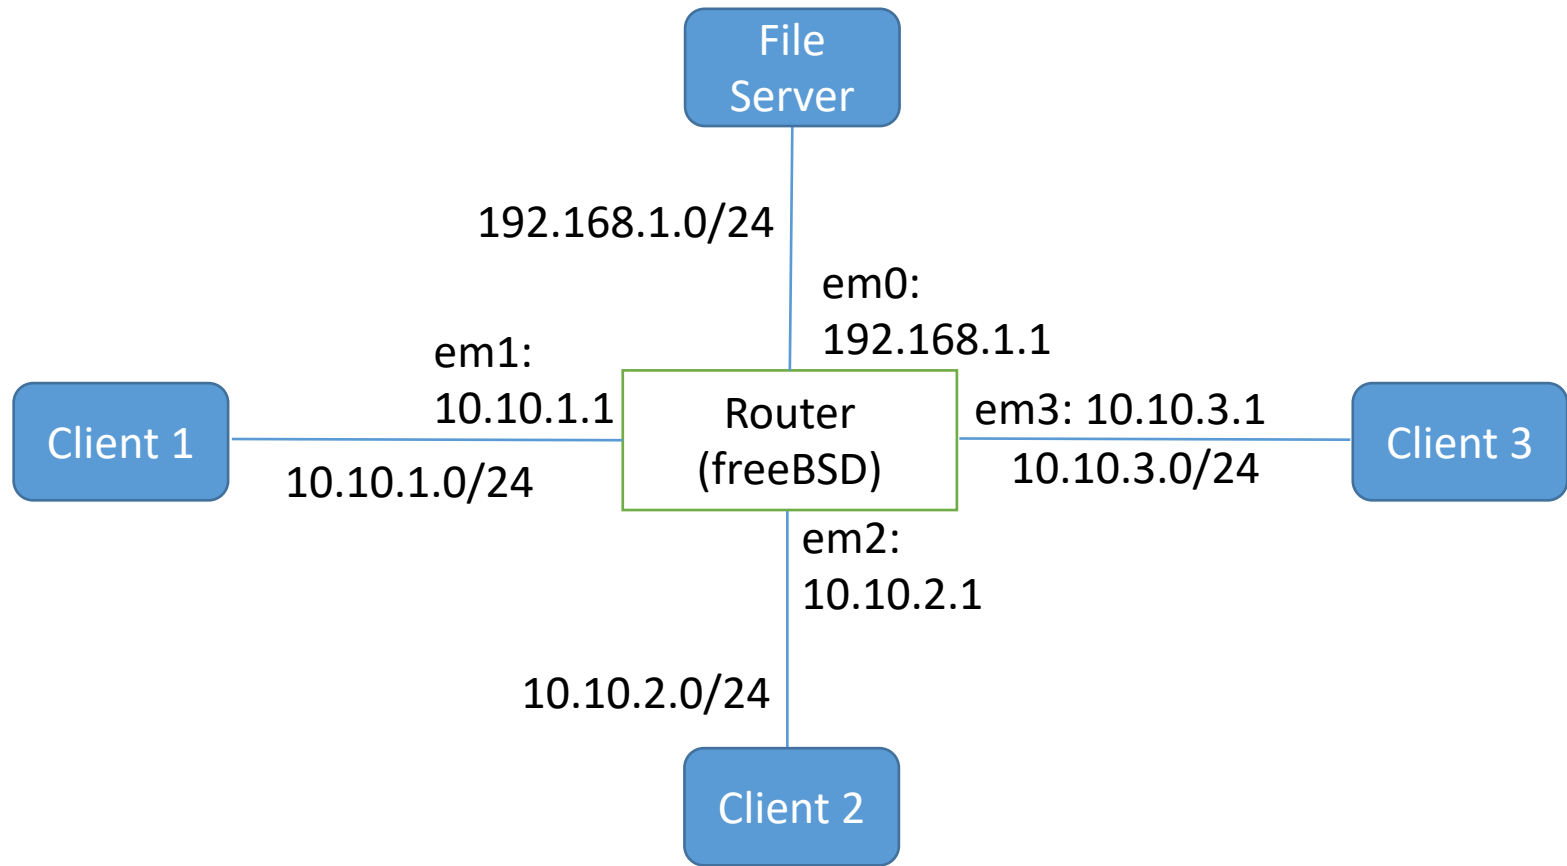 File
Server
192.168.1.0/24
em0:
192.168.1.1
em1:
10.10.1.1
Client 1
10.10.1.0/24
Router
(freeBSD)
em3: 10.10.3.1
10.10.3.0/24
Client 3
em2:
10.10.2.1
10.10.2.0/24
Client 2